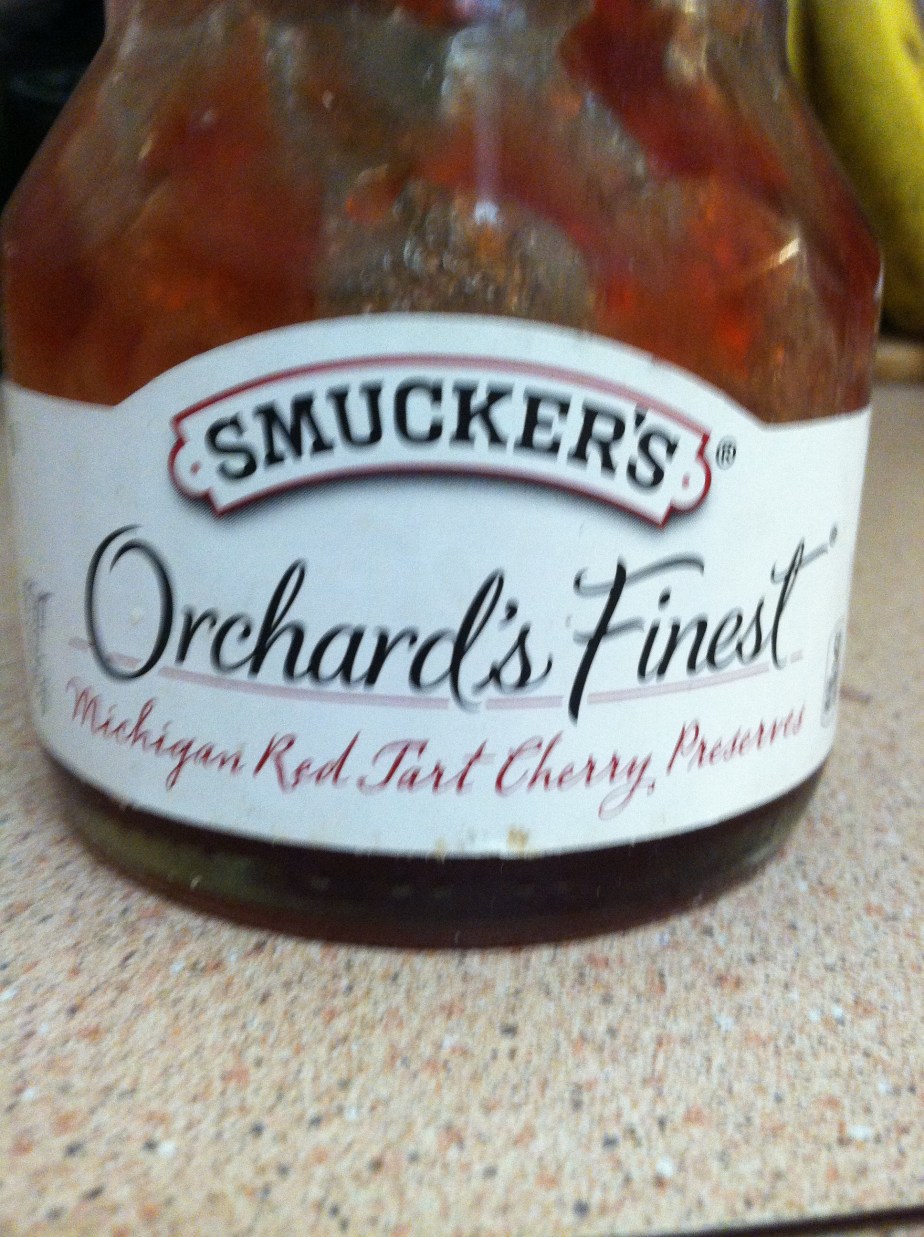 SMUCKER'S ®
Orchard's Finest
Michigan Red Tart Cherry Preserves